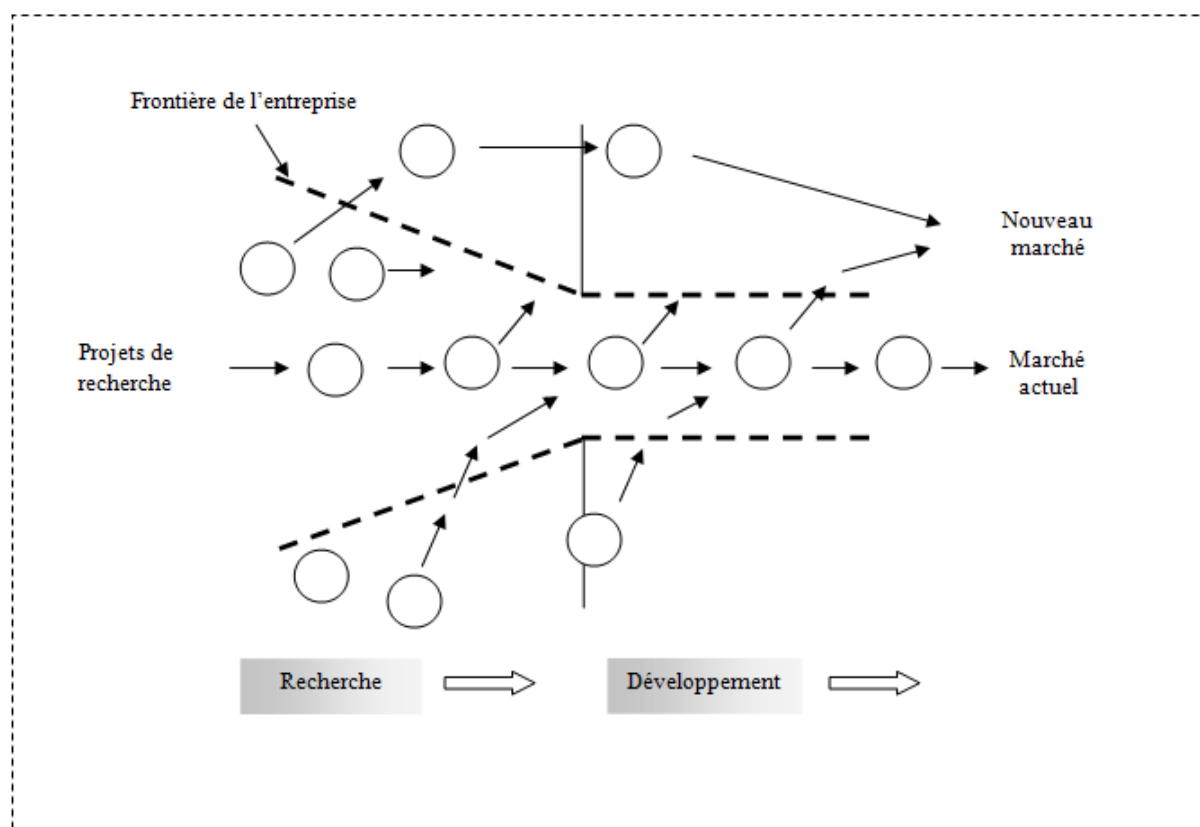 Frontière de l'entreprise
Nouveau
marché
Projets de
recherche
Marché
actuel
Recherche
Développement